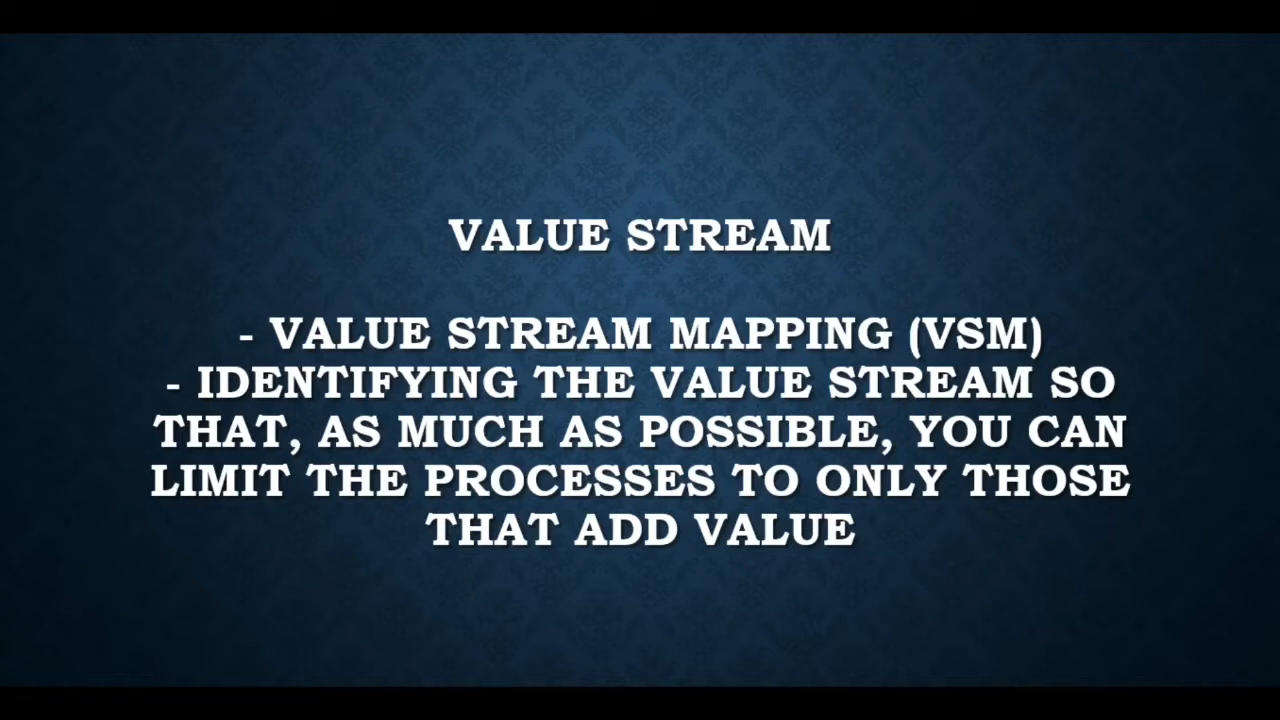 VALUE STREAM
- VALUE STREAM MAPPING (VSM)
- IDENTIFYING THE VALUE STREAM SO
THAT, AS MUCH AS POSSIBLE, YOU CAN
LIMIT THE PROCESSES TO ONLY THOSE
THAT ADD VALUE